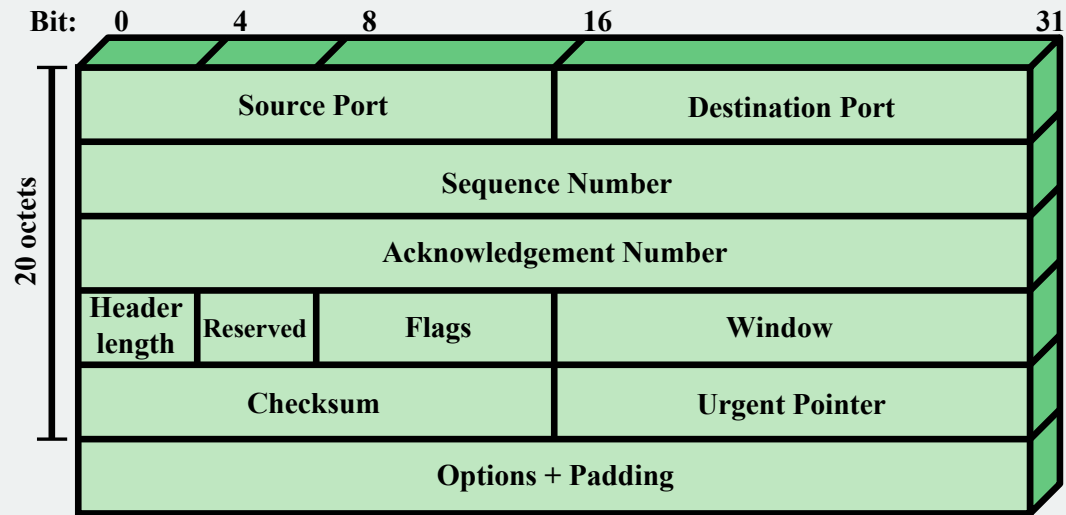 Bit: 0 4 8 16 31
Source Port Destination Port
Sequence Number
Acknowledgement Number
Header
length
Reserved Flags Window
Checksum Urgent Pointer
Options + Padding
20 octets